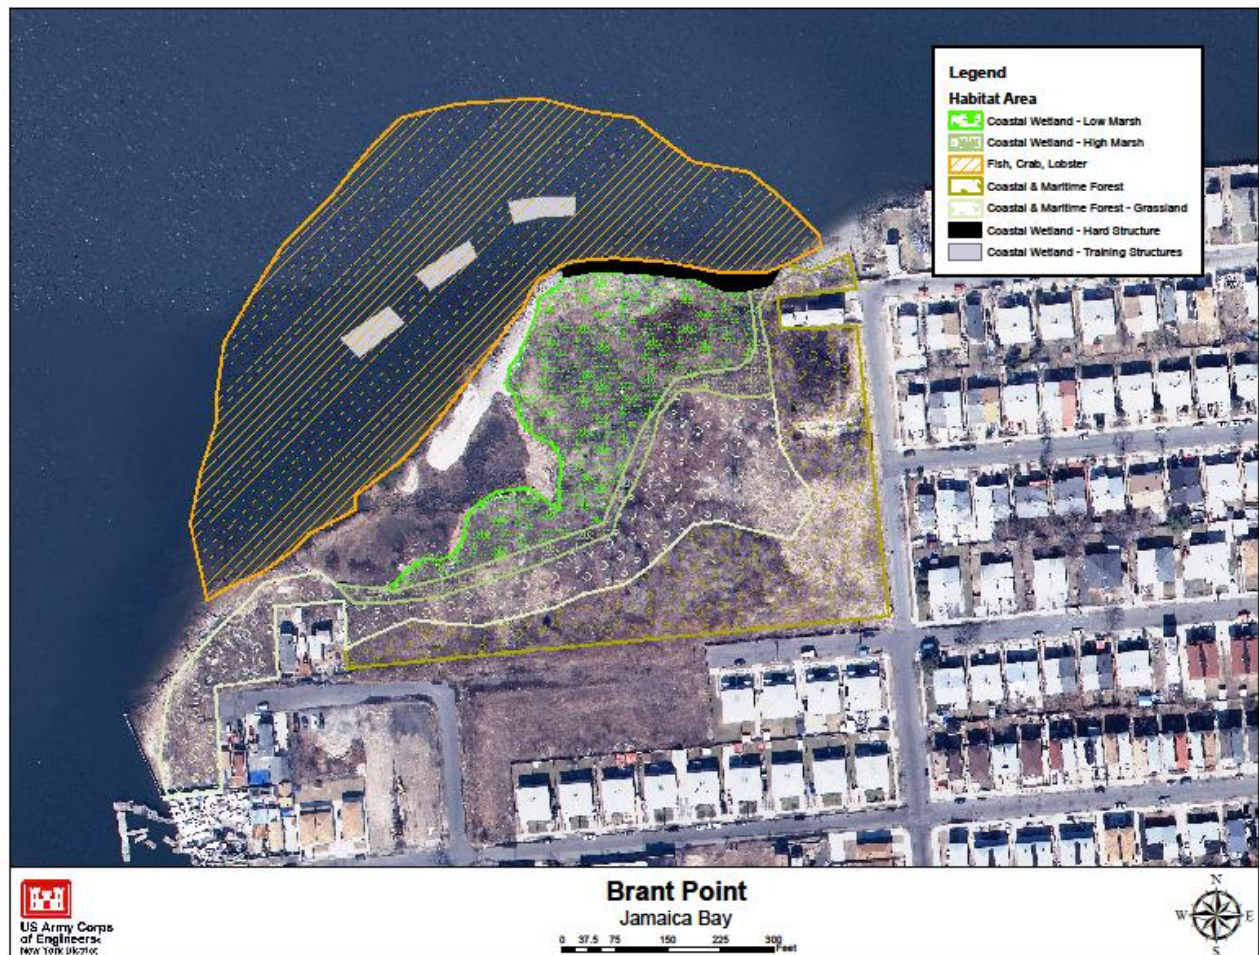 Legend
Habitat Area
Coastal Wetland - Low Marsh
Coastal Wetland - High Marsh
Fish, Crab, Lobster
Coastal & Maritime Forest
Coastal & Maritime Forest - Grassland
Coastal Wetland - Hard Structure
Coastal Wetland - Training Structures
US Army Corps
of Engineers
New York District
Brant Point
Jamaica Bay
0 37.5 75 150 225 300
Feet
N
W E
S